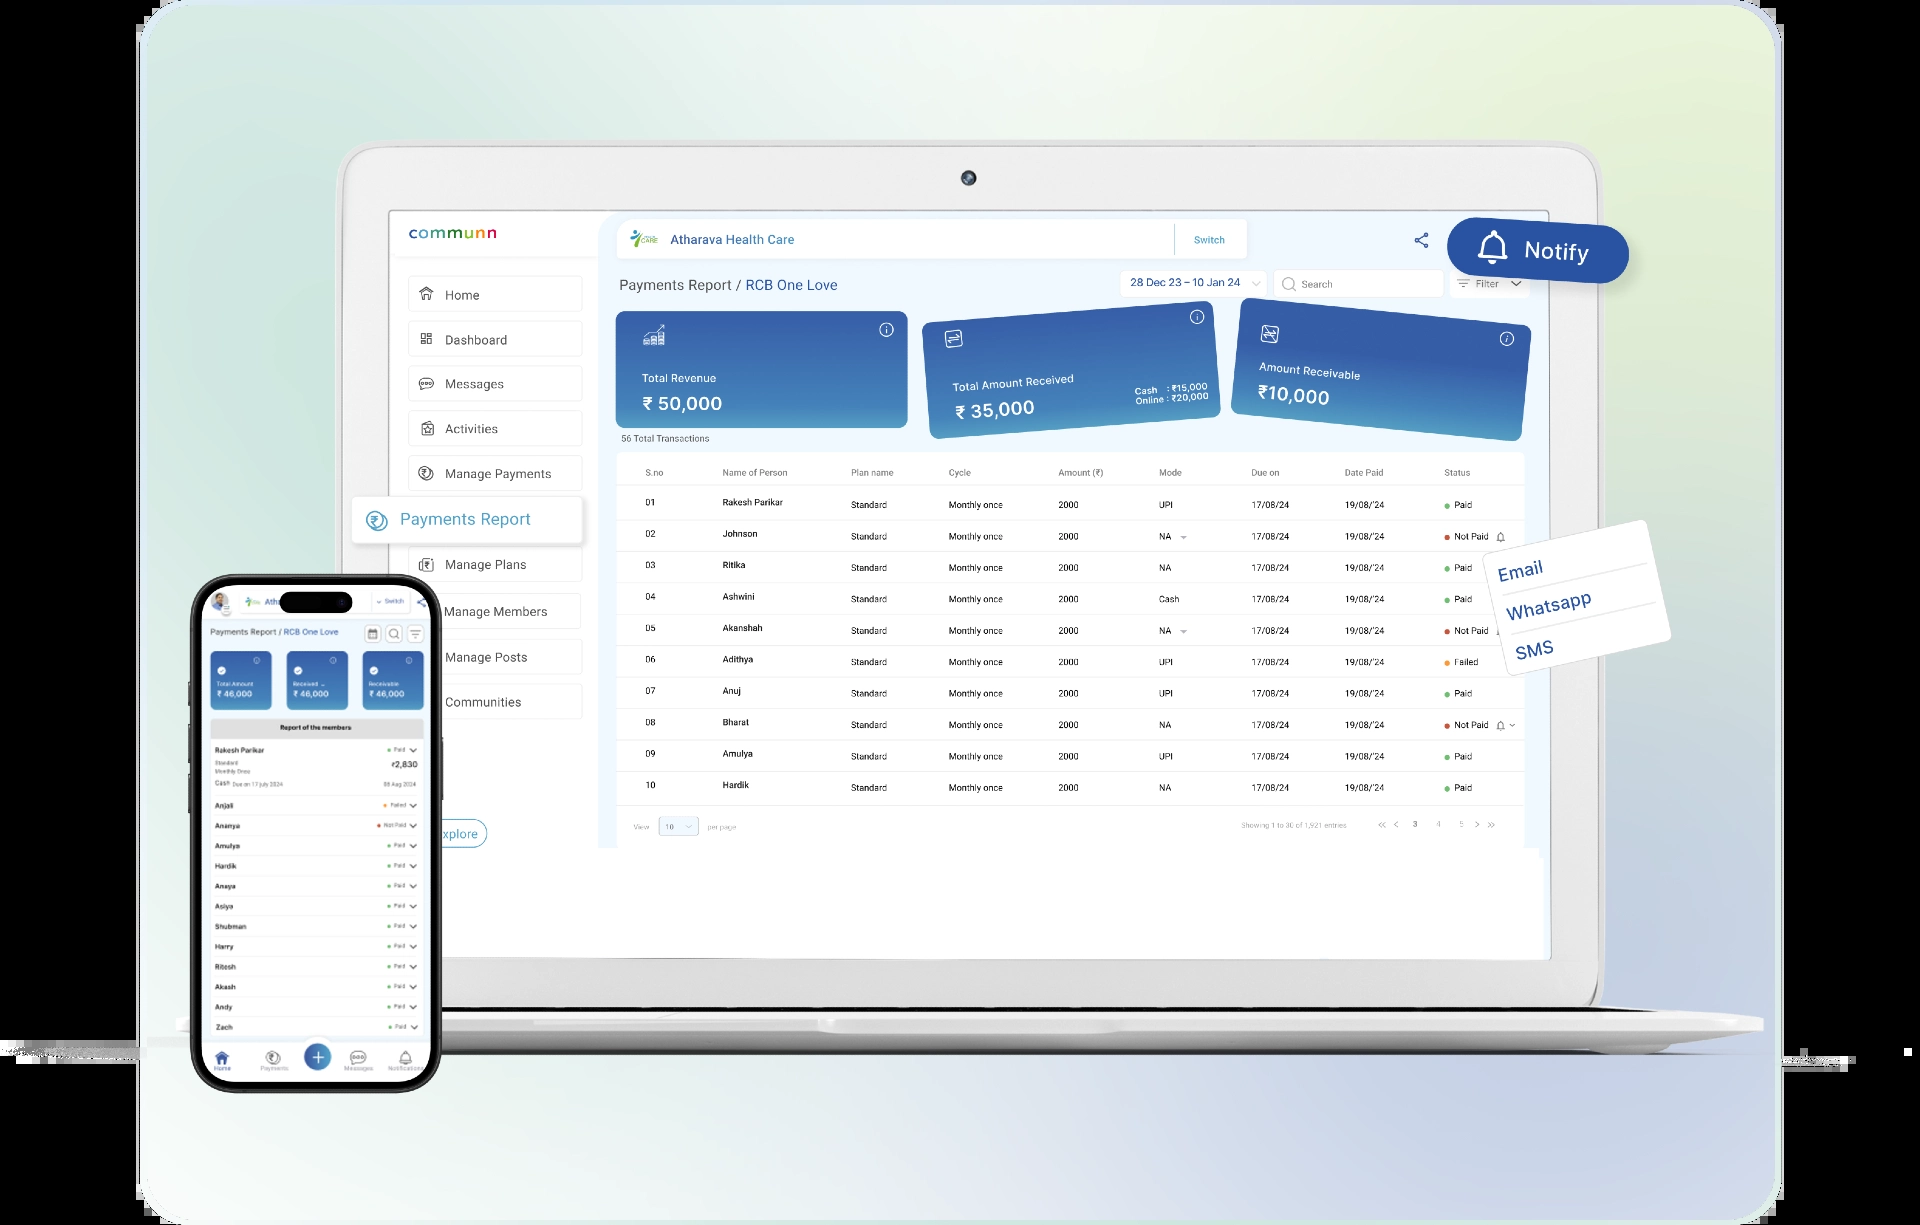 communn
Atharava Health Care
Switch
Notify
Home
Dashboard
Messages
Activities
Manage Payments
Payments Report
Manage Plans
Manage Members
Manage Posts
Communities
xplore
Payments Report / RCB One Love
28 Dec 23 – 10 Jan 24
Search
Filter
Total Revenue
₹ 50,000
Total Amount Received
₹ 35,000
Cash : ₹15,000
Online : ₹20,000
Amount Receivable
₹10,000
56 Total Transactions
S.no Name of Person Plan name Cycle Amount (₹) Mode Due on Date Paid Status
01 Rakesh Parikar Standard Monthly once 2000 UPI 17/08/24 19/08/'24 Paid
02 Johnson Standard Monthly once 2000 NA 17/08/24 19/08/'24 Not Paid
03 Ritika Standard Monthly once 2000 NA 17/08/24 19/08/'24 Paid
04 Ashwini Standard Monthly once 2000 Cash 17/08/24 19/08/'24 Paid
05 Akanshah Standard Monthly once 2000 NA 17/08/24 19/08/'24 Not Paid
06 Adithya Standard Monthly once 2000 UPI 17/08/24 19/08/'24 Failed
07 Anuj Standard Monthly once 2000 UPI 17/08/24 19/08/'24 Paid
08 Bharat Standard Monthly once 2000 NA 17/08/24 19/08/'24 Not Paid
09 Amulya Standard Monthly once 2000 UPI 17/08/24 19/08/'24 Paid
10 Hardik Standard Monthly once 2000 NA 17/08/24 19/08/'24 Paid
View 10 per page
Showing 1 to 30 of 1,921 entries
<< < 3 4 5 > >>
Email
Whatsapp
SMS
Atha
Switch
Payments Report / RCB One Love
Total Amount
₹ 46,000
Received
₹ 46,000
Receivable
₹ 46,000
Report of the members
Rakesh Parikar Paid
Standard ₹2,830
Monthly Once
Cash Due on 17 july 2024 08 Aug 2024
Anjali Failed
Ananya Not Paid
Amulya Paid
Hardik Paid
Anaya Paid
Asiya Paid
Shubman Paid
Harry Paid
Ritesh Paid
Akash Paid
Andy Paid
Zach Paid
Home
Payments
Messages
Notifications